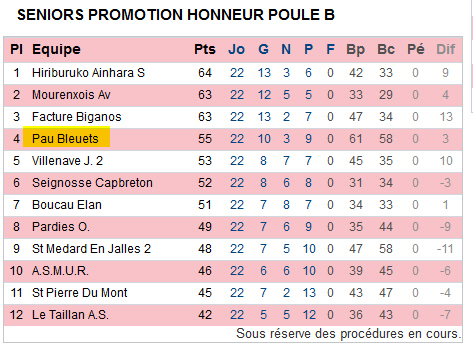 SENIORS PROMOTION HONNEUR POULE B
Pl Equipe Pts Jo G N P F Bp Bc Pé Dif
1 Hiriburuko Ainhara S 64 22 13 3 6 0 42 33 0 9
2 Mourenxois Av 63 22 12 5 5 0 33 29 0 4
3 Facture Biganos 63 22 13 2 7 0 47 34 0 13
4 Pau Bleuets 55 22 10 3 9 0 61 58 0 3
5 Villenave J. 2 53 22 8 7 7 0 45 35 0 10
6 Seignosse Capbreton 52 22 8 6 8 0 31 34 0 -3
7 Boucau Elan 51 22 7 8 7 0 34 33 0 1
8 Pardies O. 49 22 7 6 9 0 35 44 0 -9
9 St Medard En Jalles 2 48 22 7 5 10 0 47 58 0 -11
10 A.S.M.U.R. 46 22 6 6 10 0 39 45 0 -6
11 St Pierre Du Mont 45 22 7 2 13 0 43 47 0 -4
12 Le Taillan A.S. 42 22 5 5 12 0 36 43 0 -7
Sous réserve des procédures en cours.